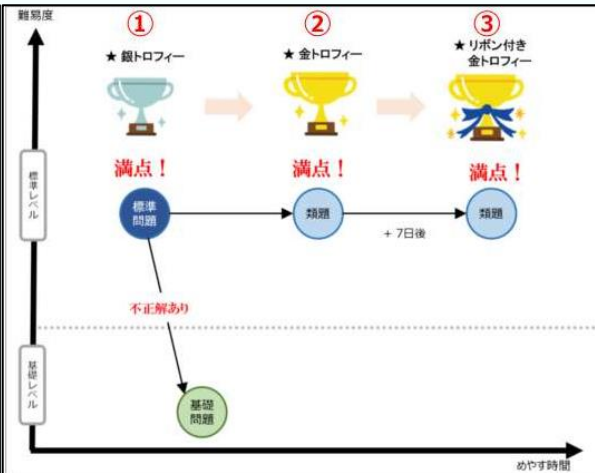 難易度
① ② ③
★ 銀トロフィー
★ 金トロフィー
★ リボン付き
金トロフィー
満点！
満点！
満点！
標準レベル
標準
問題
類題
+ 7日後
類題
不正解あり
基礎レベル
基礎
問題
めやす時間